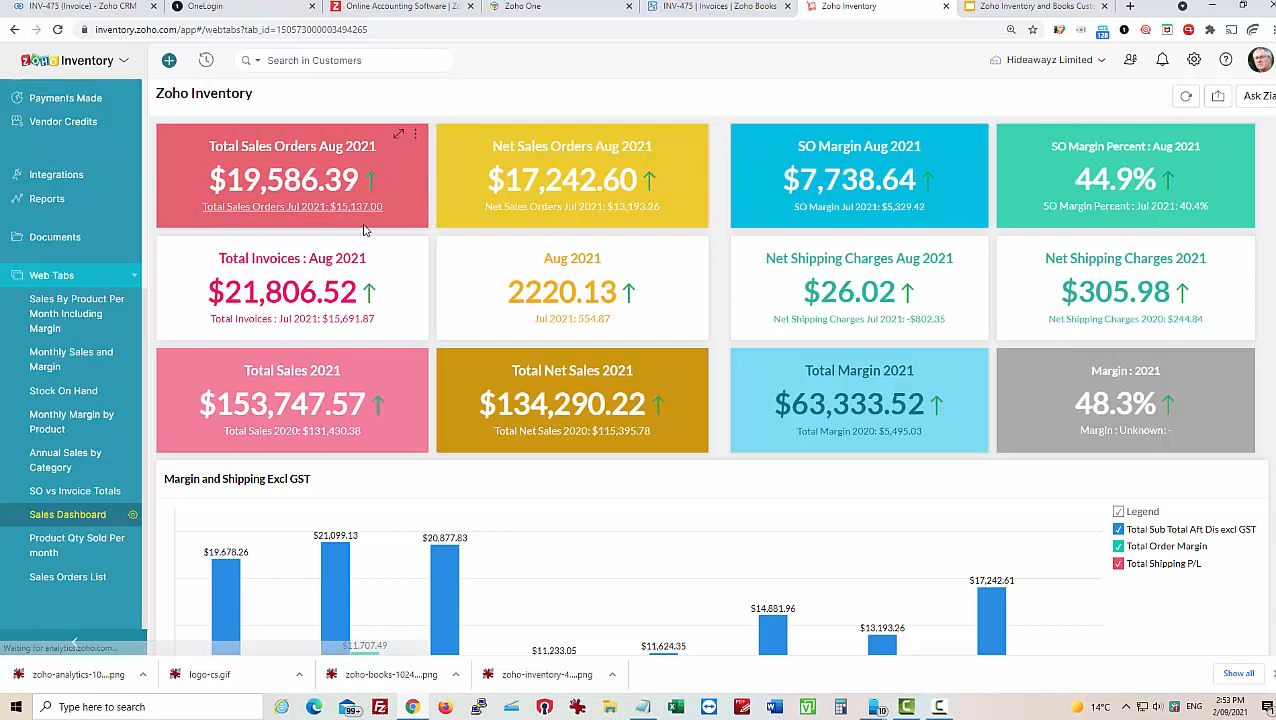 INV-475 (Invoice) - Zoho CRM
OneLogin
Online Accounting Software | Z
Zoho One
INV-475 | Invoices | Zoho Books
Zoho Inventory
Zoho Inventory and Books Cust
inventory.zoho.com/app#/webtabs?tab_id=1505730000003494269
128
ZOHO Inventory
Search in Customers
Hideawayz Limited
Payments Made
Vendor Credits
Integrations
Reports
Documents
Web Tabs
Sales By Product Per
Month Including
Margin
Monthly Sales and
Margin
Stock On Hand
Monthly Margin by
Product
Annual Sales by
Category
SO vs Invoice Totals
Sales Dashboard
Product Qty Sold Per
month
Sales Orders List
Waiting for analytics.zoho.com...
Zoho Inventory
Ask Zia
Total Sales Orders Aug 2021
$19,586.39
Total Sales Orders Jul 2021: $15,137.00
Net Sales Orders Aug 2021
$17,242.60
Net Sales Orders Jul 2021: $13,193.26
SO Margin Aug 2021
$7,738.64
SO Margin Jul 2021: $5,329.42
SO Margin Percent : Aug 2021
44.9%
SO Margin Percent : Jul 2021: 40.4%
Total Invoices : Aug 2021
$21,806.52
Total Invoices : Jul 2021: $15,691.87
Aug 2021
2220.13
Jul 2021: 554.87
Net Shipping Charges Aug 2021
$26.02
Net Shipping Charges Jul 2021: -$802.35
Net Shipping Charges 2021
$305.98
Net Shipping Charges 2020: $244.84
Total Sales 2021
$153,747.57
Total Sales 2020: $131,430.38
Total Net Sales 2021
$134,290.22
Total Net Sales 2020: $115,395.78
Total Margin 2021
$63,333.52
Total Margin 2020: $5,495.03
Margin : 2021
48.3%
Margin : Unknown: -
Margin and Shipping Excl GST
$19,678.26
$21,099.13
$11,707.49
$20,877.83
$11,233.05
$11,624.35
$14,881.96
$13,193.26
$17,242.61
Legend
Total Sub Total Aft Dis excl GST
Total Order Margin
Total Shipping P/L
zoho-analytics-10....png
logo-cs.gif
zoho-books-1024....png
zoho-inventory-4....png
Show all
Type here to search
99+
10
14°C
ENG
2:53 PM
2/09/2021